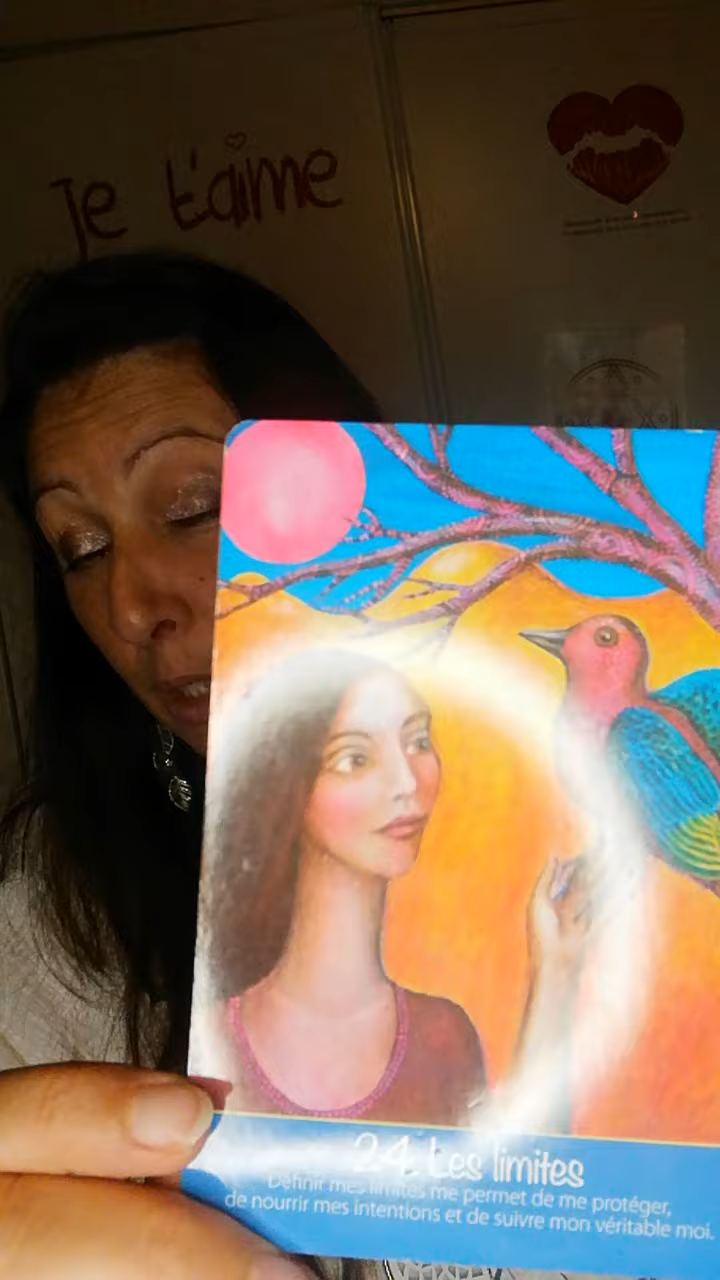 Je t'aime
24. Les limites
Définir mes limites me permet de me protéger,
de nourrir mes intentions et de suivre mon véritable moi.